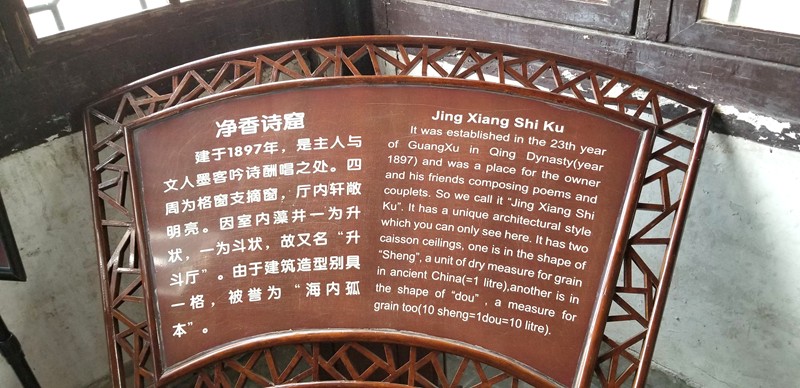 净香诗窟
建于1897年，是主人与
文人墨客吟诗酬唱之处。四
周为格窗支摘窗，厅内轩敞
明亮。因室内藻井一为升
状，一为斗状，故又名“升
斗厅”。由于建筑造型别具
一格，被誉为“海内孤
本”。
Jing Xiang Shi Ku
It was established in the 23th year
of GuangXu in Qing Dynasty(year
1897) and was a place for the owner
and his friends composing poems and
couplets. So we call it “Jing Xiang Shi
Ku”. It has a unique architectural style
which you can only see here. It has two
caisson ceilings, one is in the shape of
“Sheng”, a unit of dry measure for grain
in ancient China(=1 litre),another is in
the shape of “dou” , a measure for
grain too(10 sheng=1dou=10 litre).